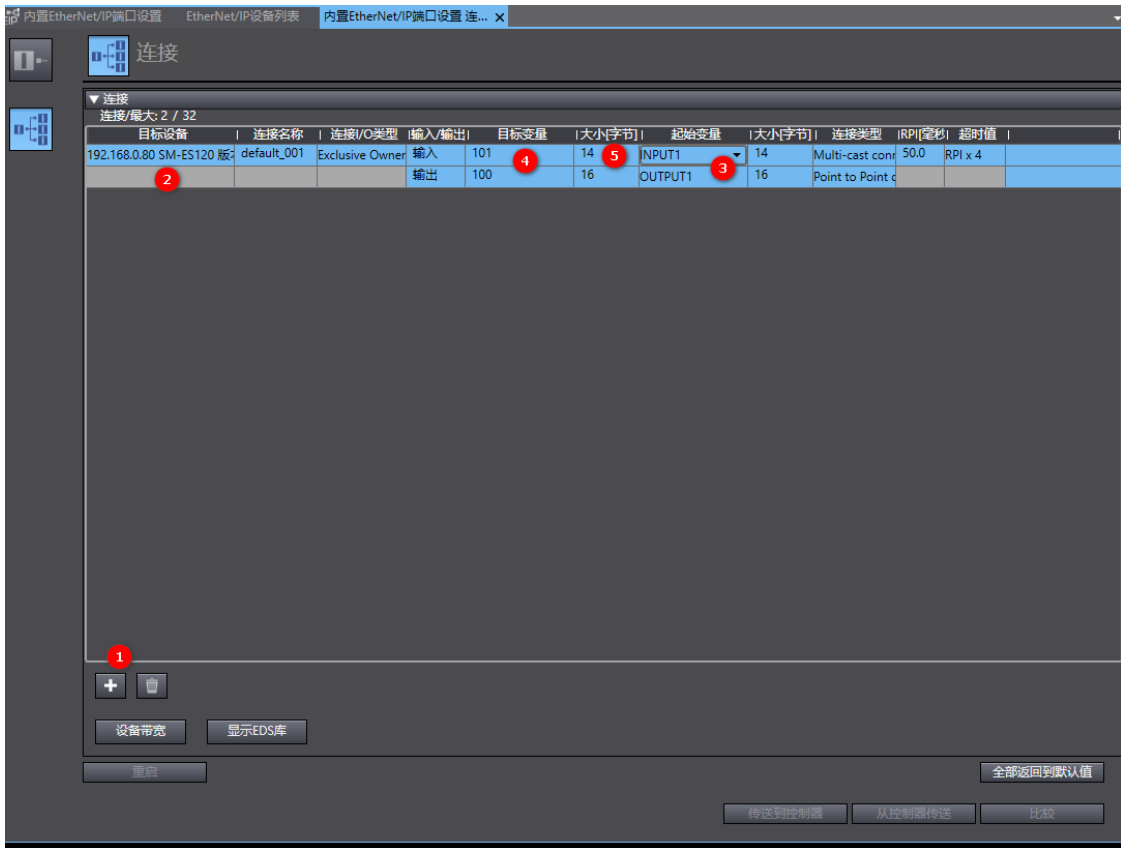 内置EtherNet/IP端口设置 EtherNet/IP设备列表 内置EtherNet/IP端口设置 连... x
连接
▼连接
连接/最大: 2 / 32
目标设备 连接名称 连接I/O类型 输入/输出 目标变量 大小[字节] 起始变量 大小[字节] 连接类型 RPI[毫秒 超时值
192.168.0.80 SM-ES120 版 default_001 Exclusive Owner 输入 101 4 14 5 INPUT1 14 Multi-cast conr 50.0 RPI x 4
2 输出 100 16 OUTPUT1 3 16 Point to Point c
1
+
设备带宽 显示EDS库
重启 全部返回到默认值
传送到控制器 从控制器传送 比较